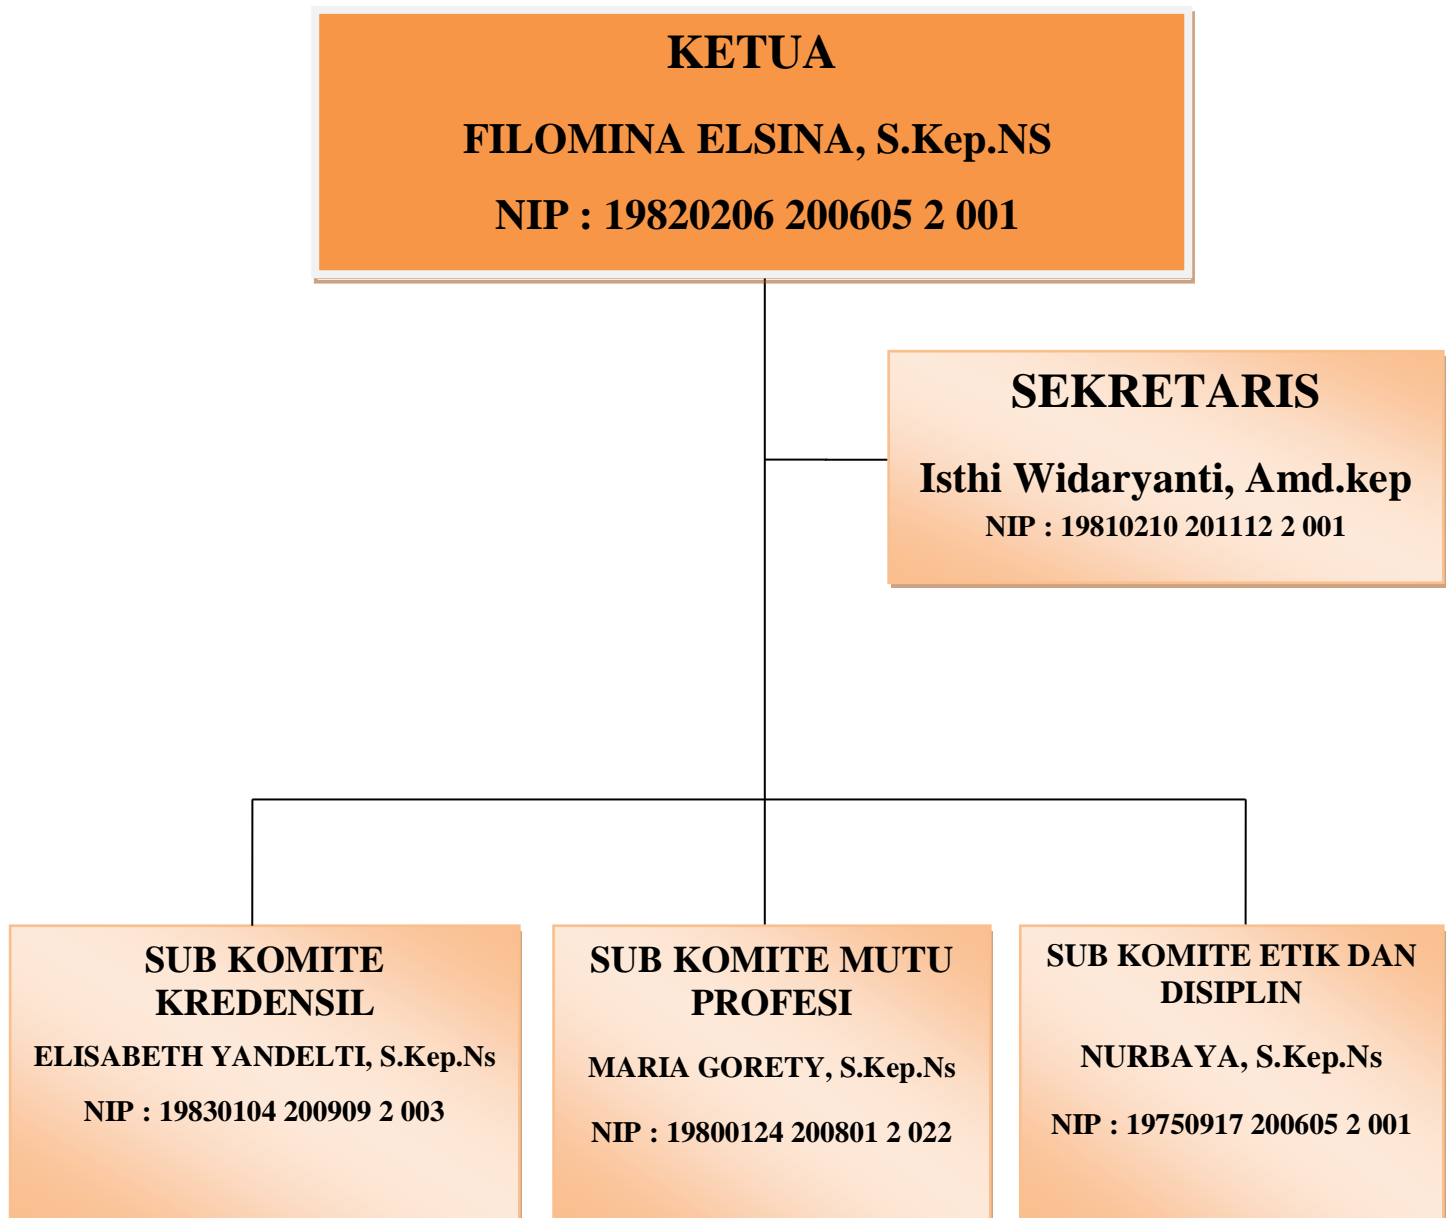 KETUA
FILOMINA ELSINA, S.Kep.NS
NIP : 19820206 200605 2 001
SEKRETARIS
Isthi Widaryanti, Amd.kep
NIP : 19810210 201112 2 001
SUB KOMITE
KREDENSIL
ELISABETH YANDELTI, S.Kep.Ns
NIP : 19830104 200909 2 003
SUB KOMITE MUTU
PROFESI
MARIA GORETY, S.Kep.Ns
NIP : 19800124 200801 2 022
SUB KOMITE ETIK DAN
DISIPLIN
NURBAYA, S.Kep.Ns
NIP : 19750917 200605 2 001